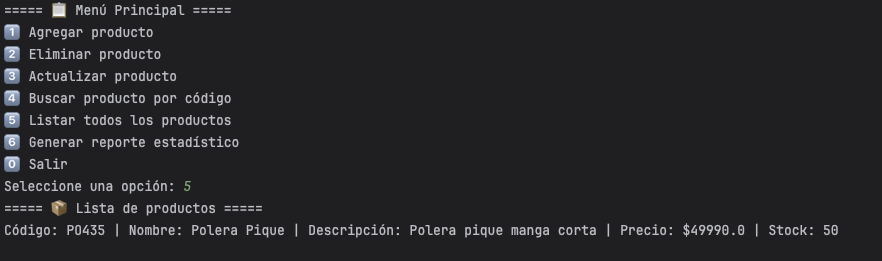 ===== 📋 Menú Principal =====
1️⃣ Agregar producto
2️⃣ Eliminar producto
3️⃣ Actualizar producto
4️⃣ Buscar producto por código
5️⃣ Listar todos los productos
6️⃣ Generar reporte estadístico
0️⃣ Salir
Seleccione una opción: 5
===== 📦 Lista de productos =====
Código: PO435 | Nombre: Polera Pique | Descripción: Polera pique manga corta | Precio: $49990.0 | Stock: 50